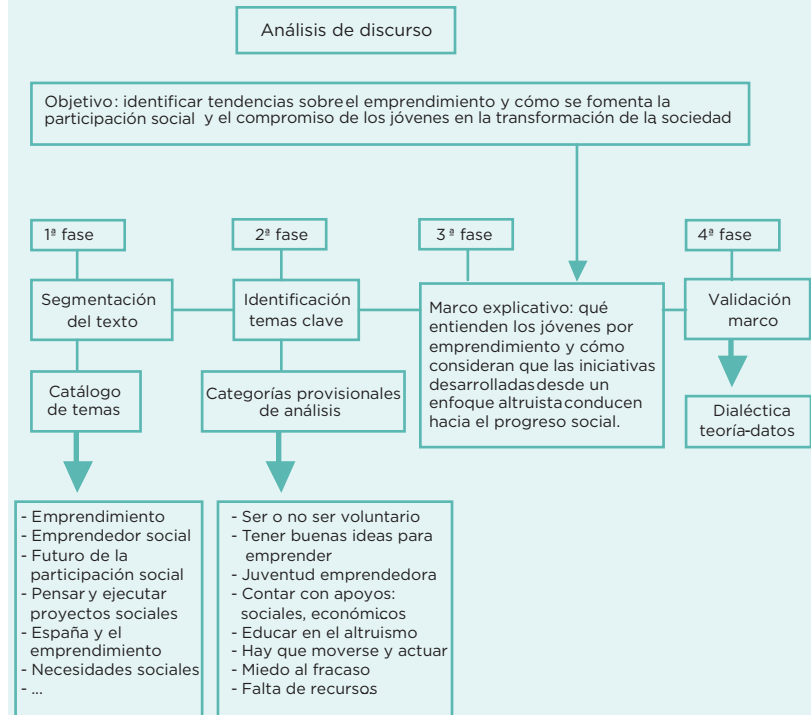 Análisis de discurso
Objetivo: identificar tendencias sobre el emprendimiento y cómo se fomenta la
participación social y el compromiso de los jóvenes en la transformación de la sociedad
1ª fase
2ª fase
3ª fase
4ª fase
Segmentación
del texto
Identificación
temas clave
Marco explicativo: qué
entienden los jóvenes por
emprendimiento y cómo
consideran que las iniciativas
desarrolladas desde un
enfoque altruista conducen
hacia el progreso social.
Validación
marco
Catálogo
de temas
Categorías provisionales
de análisis
Dialéctica
teoría-datos
- Emprendimiento
- Emprendedor social
- Futuro de la
participación social
- Pensar y ejecutar
proyectos sociales
- España y el
emprendimiento
- Necesidades sociales
- ...
- Ser o no ser voluntario
- Tener buenas ideas para
emprender
- Juventud emprendedora
- Contar con apoyos:
sociales, económicos
- Educar en el altruismo
- Hay que moverse y actuar
- Miedo al fracaso
- Falta de recursos